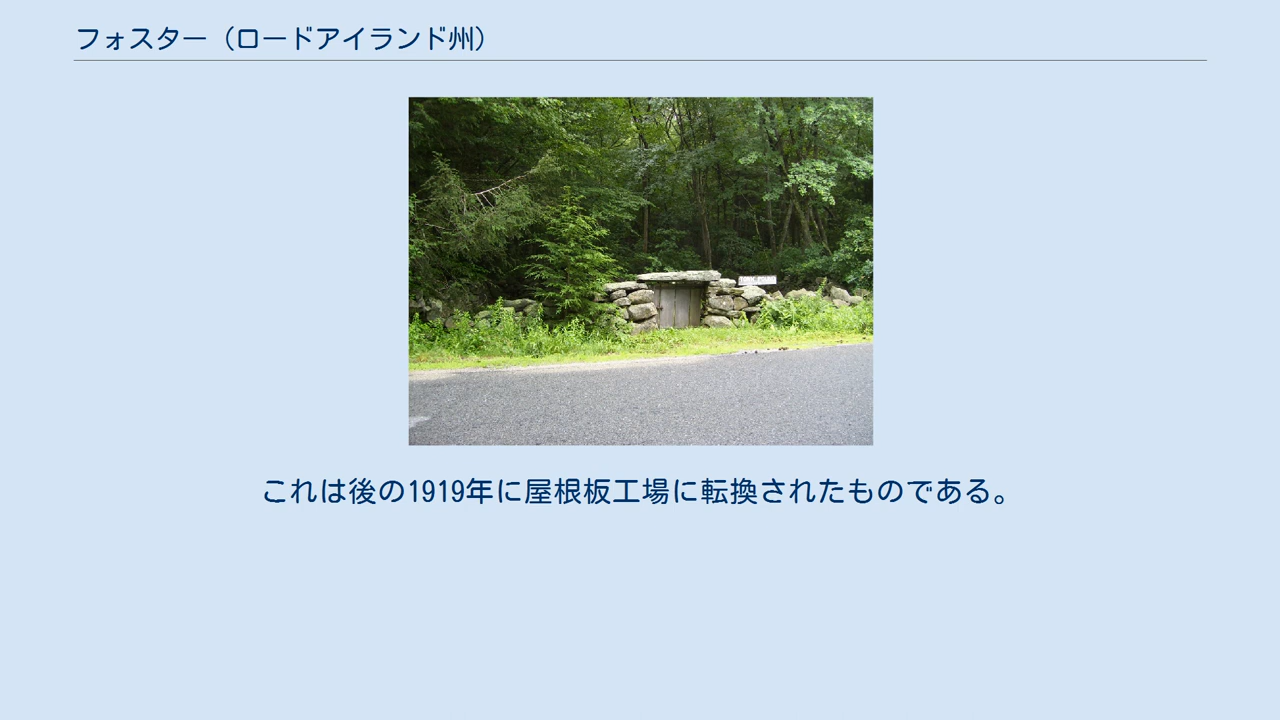 フォスター（ロードアイランド州）
これは後の1919年に屋根板工場に転換されたものである。